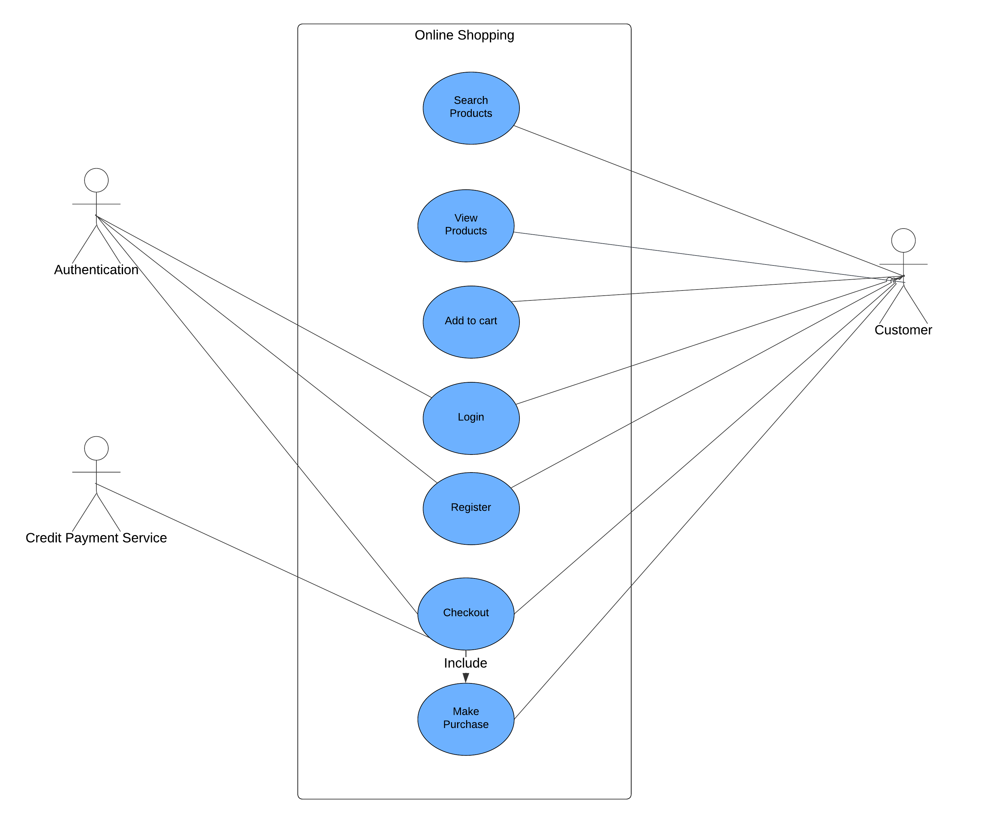 Online Shopping
Search
Products
View
Products
Authentication
Add to cart
Customer
Login
Register
Credit Payment Service
Checkout
Include
Make
Purchase